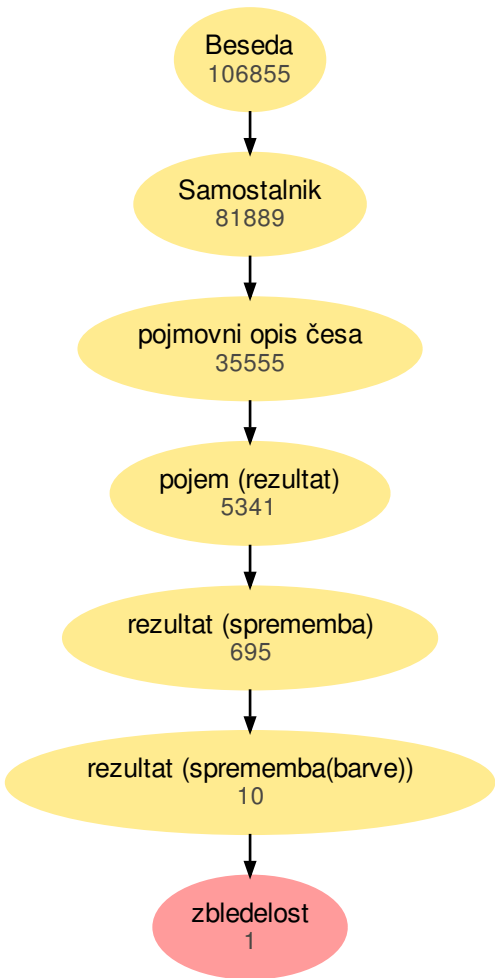 Beseda
106855
Samostalnik
81889
pojmovni opis česa
35555
pojem (rezultat)
5341
rezultat (sprememba)
695
rezultat (sprememba(barve))
10
zbledelost
1